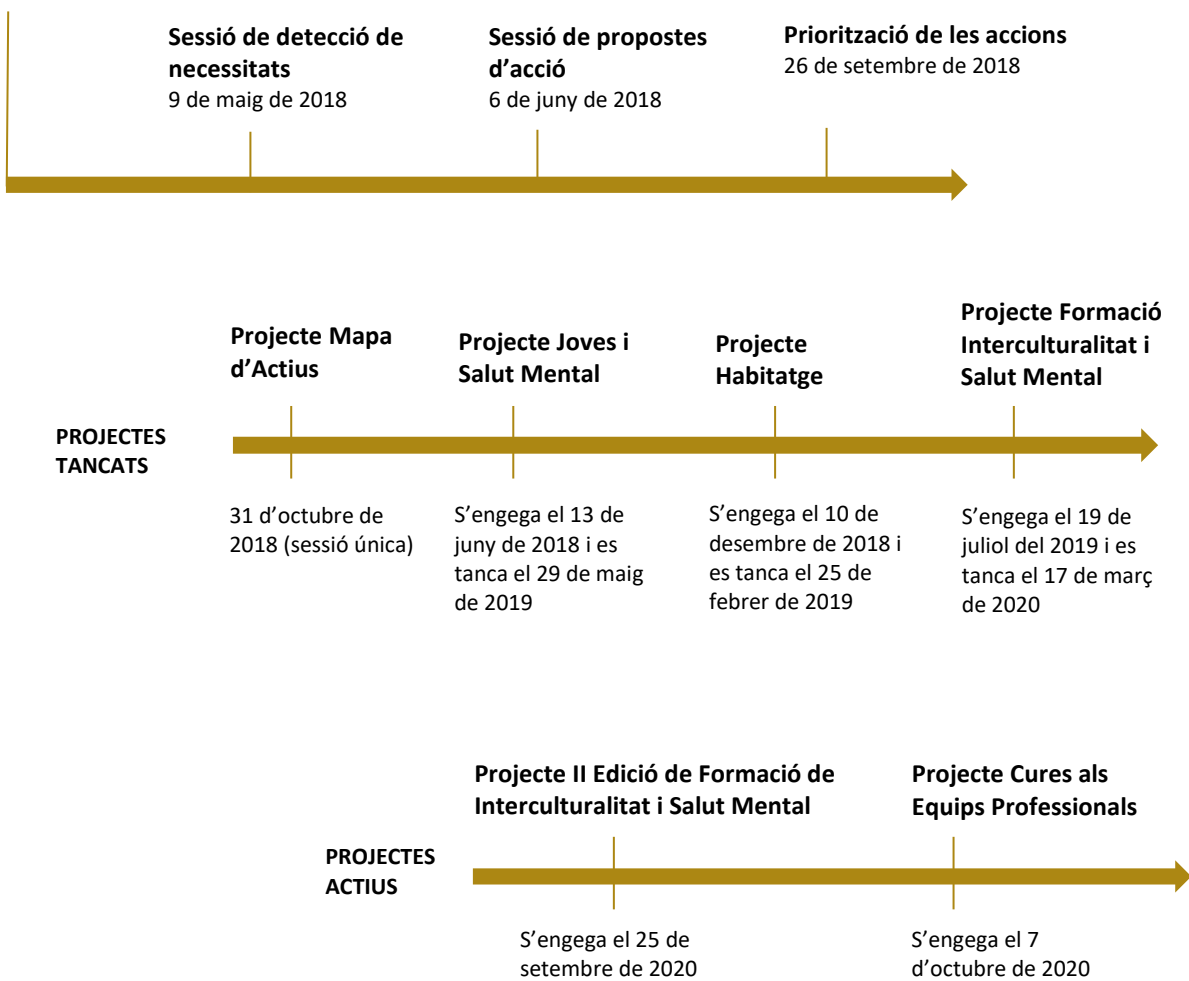 Sessió de detecció de
necessitats
9 de maig de 2018
Sessió de propostes
d’acció
6 de juny de 2018
Priorització de les accions
26 de setembre de 2018
PROJECTES
TANCATS
Projecte Mapa
d’Actius
31 d’octubre de
2018 (sessió única)
Projecte Joves i
Salut Mental
S’engega el 13 de
juny de 2018 i es
tanca el 29 de maig
de 2019
Projecte
Habitatge
S’engega el 10 de
desembre de 2018 i
es tanca el 25 de
febrer de 2019
Projecte Formació
Interculturalitat i
Salut Mental
S’engega el 19 de
juliol del 2019 i es
tanca el 17 de març
de 2020
PROJECTES
ACTIUS
Projecte II Edició de Formació de
Interculturalitat i Salut Mental
S’engega el 25 de
setembre de 2020
Projecte Cures als
Equips Professionals
S’engega el 7
d’octubre de 2020